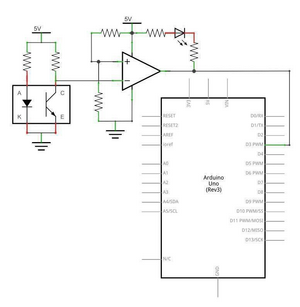 5V
5V
A
C
K
E
+
-
3V3
5V
VIN
RESET
RESET2
AREF
ioref
A0
A1
A2
A3
A4/SDA
A5/SCL
N/C
Arduino
Uno
(Rev3)
D0/RX
D1/TX
D2
D3 PWM
D4
D5 PWM
D6 PWM
D7
D8
D9 PWM
D10 PWM/SS
D11 PWM/MOSI
D12/MISO
D13/SCK
GND